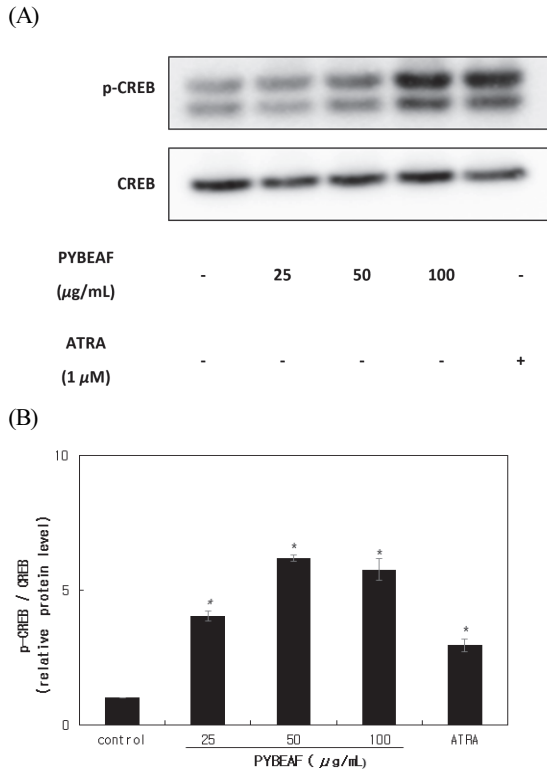 (A)
p-CREB
CREB
PYBEAF
(μg/mL)
- 25 50 100 -
ATRA
(1 μM)
- - - - +
(B)
10
5
0
p-CREB / CREB
(relative protein level)
* * * * *
control 25 50 100 ATRA
PYBEAF ( μg/mL)